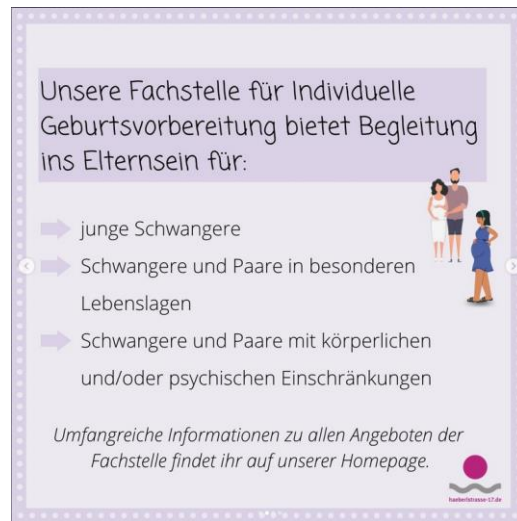 Unsere Fachstelle für Individuelle
Geburtsvorbereitung bietet Begleitung
ins Elternsein für:
junge Schwangere
Schwangere und Paare in besonderen
Lebenslagen
Schwangere und Paare mit körperlichen
und/oder psychischen Einschränkungen
Umfangreiche Informationen zu allen Angeboten der
Fachstelle findet ihr auf unserer Homepage.
haeberlstrasse-17.de